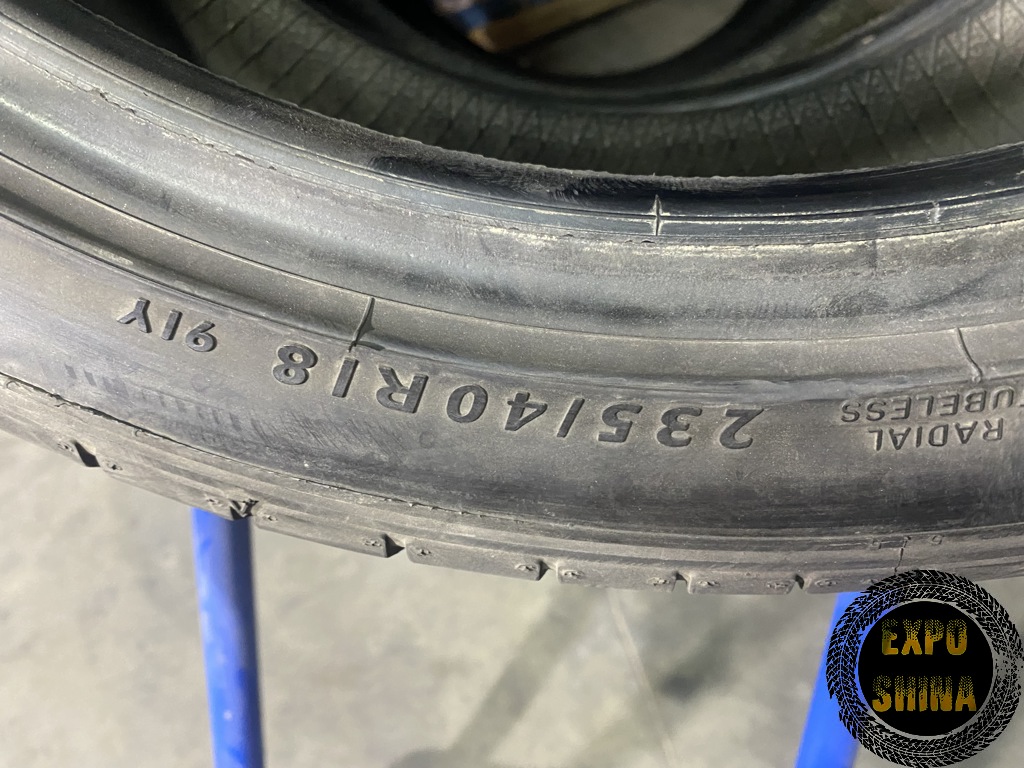 RADIAL
TUBELESS
235/40R18 91Y
EXPO
SHINA